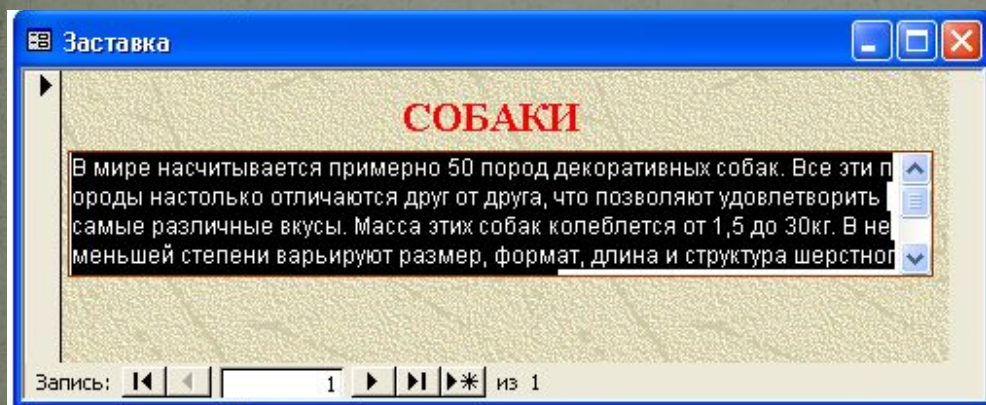 Заставка
СОБАКИ
В мире насчитывается примерно 50 пород декоративных собак. Все эти п
ороды настолько отличаются друг от друга, что позволяют удовлетворить
самые различные вкусы. Масса этих собак колеблется от 1,5 до 30кг. В не
меньшей степени варьируют размер, формат, длина и структура шерстног
Запись: 1 из 1